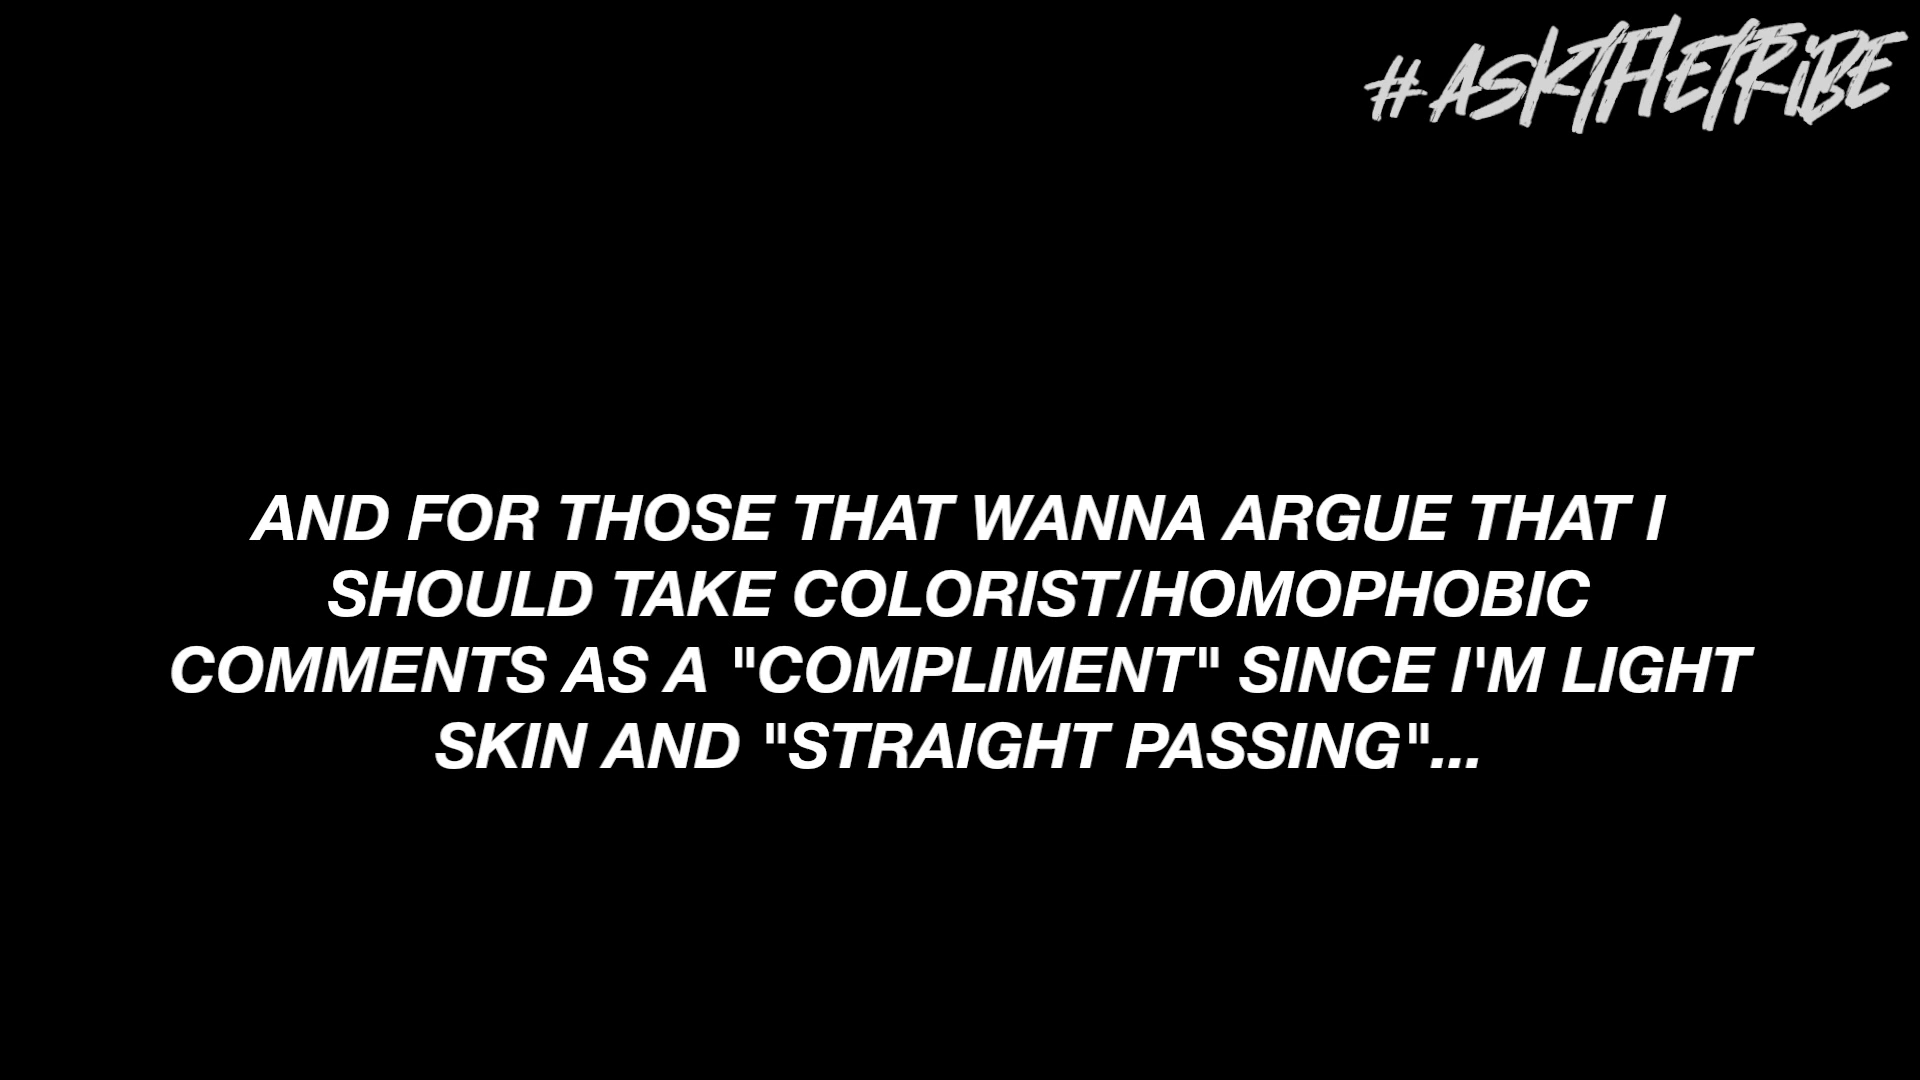 #ASKTHETRiBE
AND FOR THOSE THAT WANNA ARGUE THAT I
SHOULD TAKE COLORIST/HOMOPHOBIC
COMMENTS AS A "COMPLIMENT" SINCE I'M LIGHT
SKIN AND "STRAIGHT PASSING"...